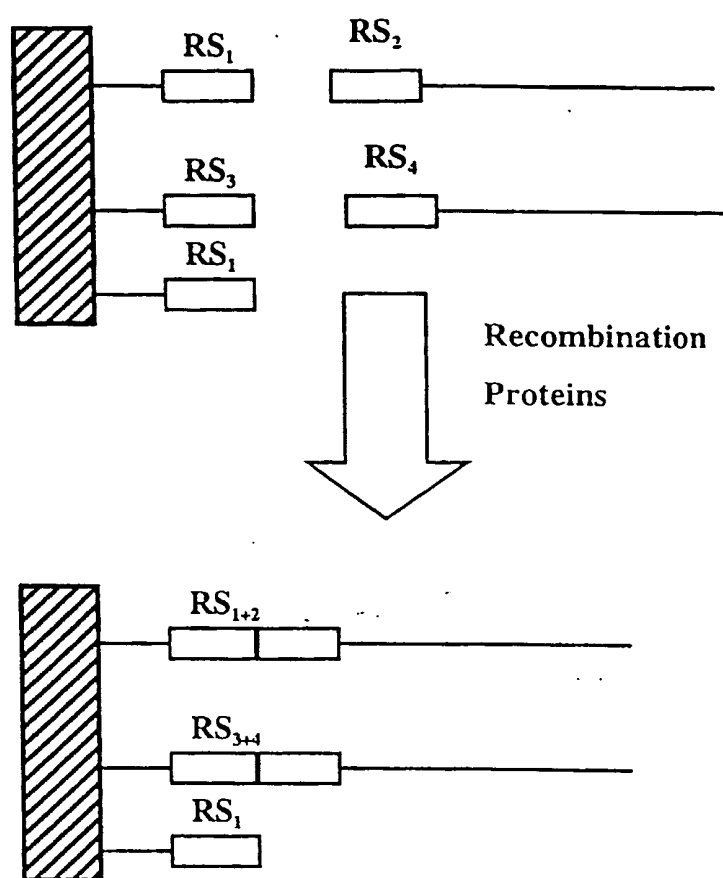 RS₁
RS₂
RS₃
RS₄
RS₁
Recombination
Proteins
RS₁₊₂
RS₃₊₄
RS₁